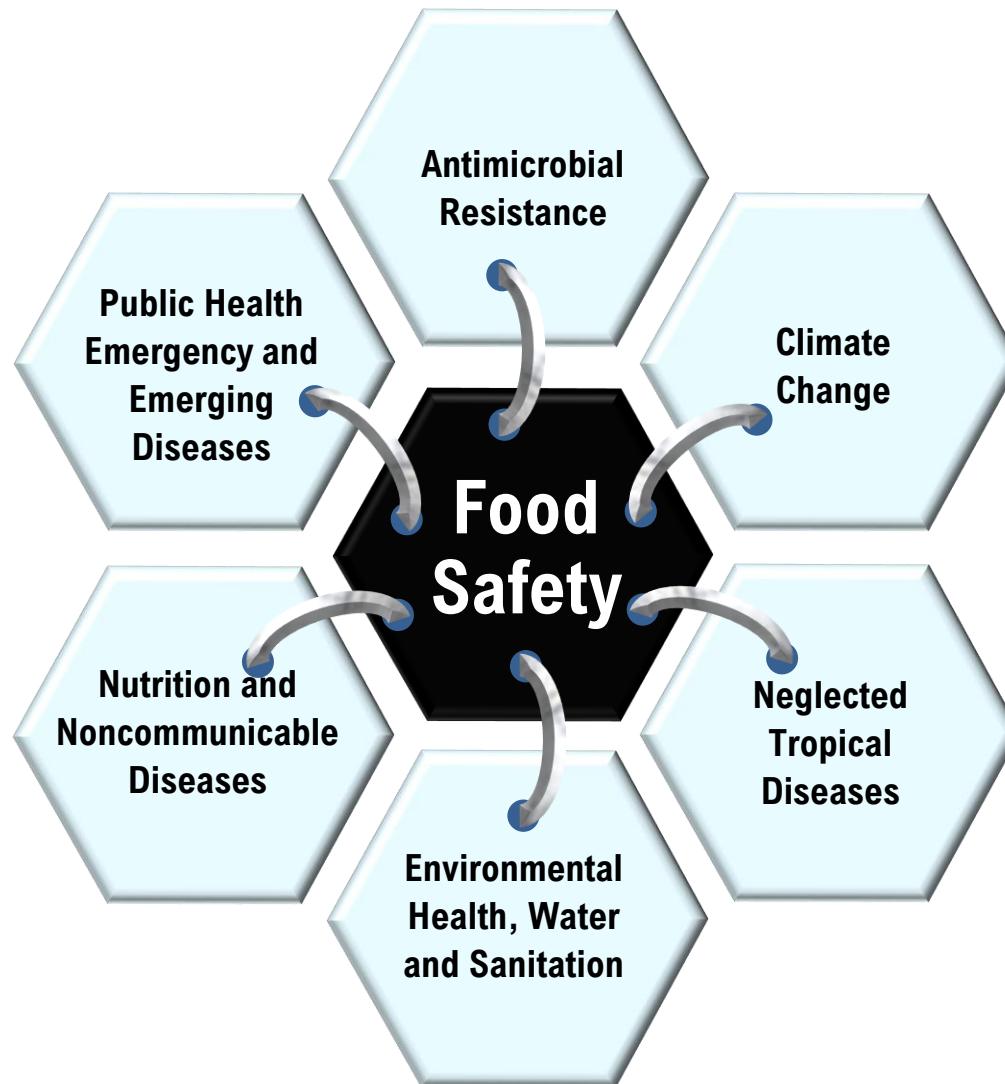 Antimicrobial
Resistance
Public Health
Emergency and
Emerging
Diseases
Climate
Change
Food
Safety
Nutrition and
Noncommunicable
Diseases
Neglected
Tropical
Diseases
Environmental
Health, Water
and Sanitation